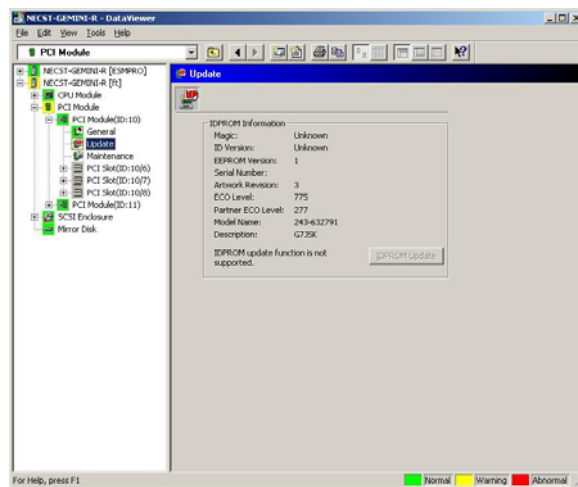 NECST-GEMINI-R - DataViewer
File Edit View Tools Help
PCI Module
NECST-GEMINI-R [ESMPRO]
NECST-GEMINI-R [ft]
CPU Module
PCI Module
PCI Module(ID:10)
General
Update
Maintenance
PCI Slot(ID:10/6)
PCI Slot(ID:10/7)
PCI Slot(ID:10/8)
PCI Module(ID:11)
SCSI Enclosure
Mirror Disk
Update
IDPROM Information
Magic: Unknown
ID Version: Unknown
EEPROM Version: 1
Serial Number:
Artwork Revision: 3
ECO Level: 775
Partner ECO Level: 277
Model Name: 243-632791
Description: G7JSK
IDPROM update function is not
supported.
IDPROM Update
For Help, press F1
Normal Warning Abnormal